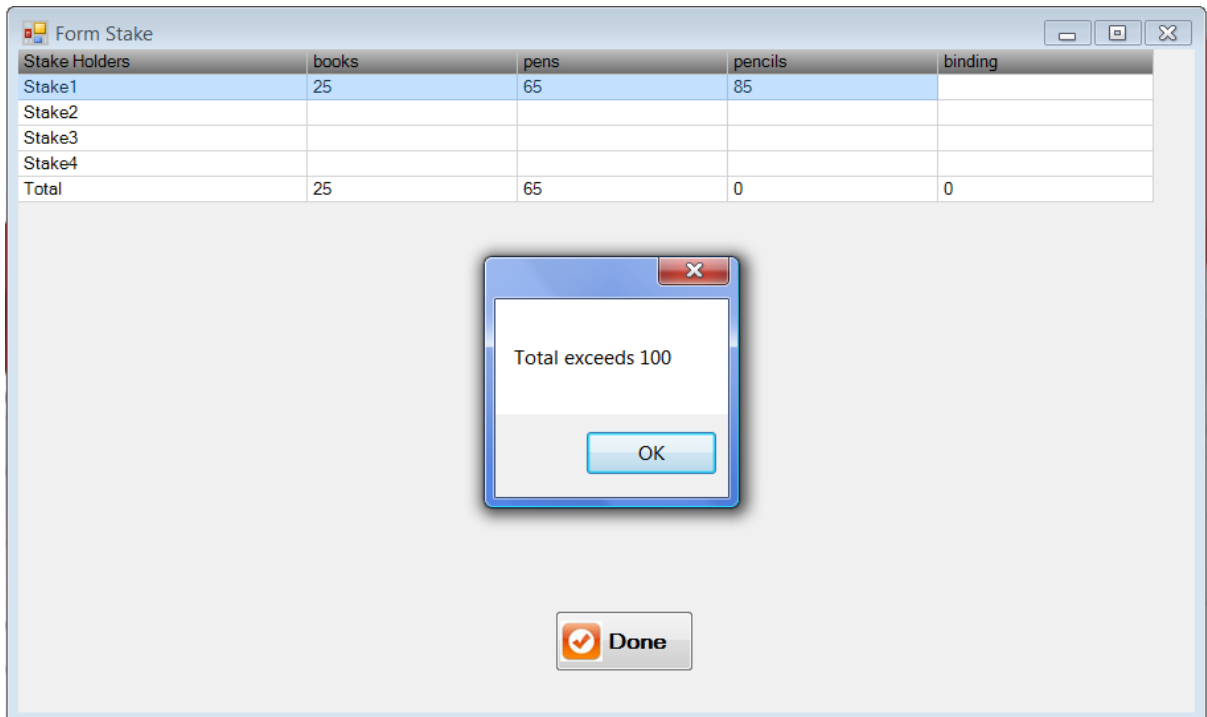 Form Stake
Stake Holders books pens pencils binding
Stake1 25 65 85
Stake2
Stake3
Stake4
Total 25 65 0 0
Total exceeds 100
OK
Done